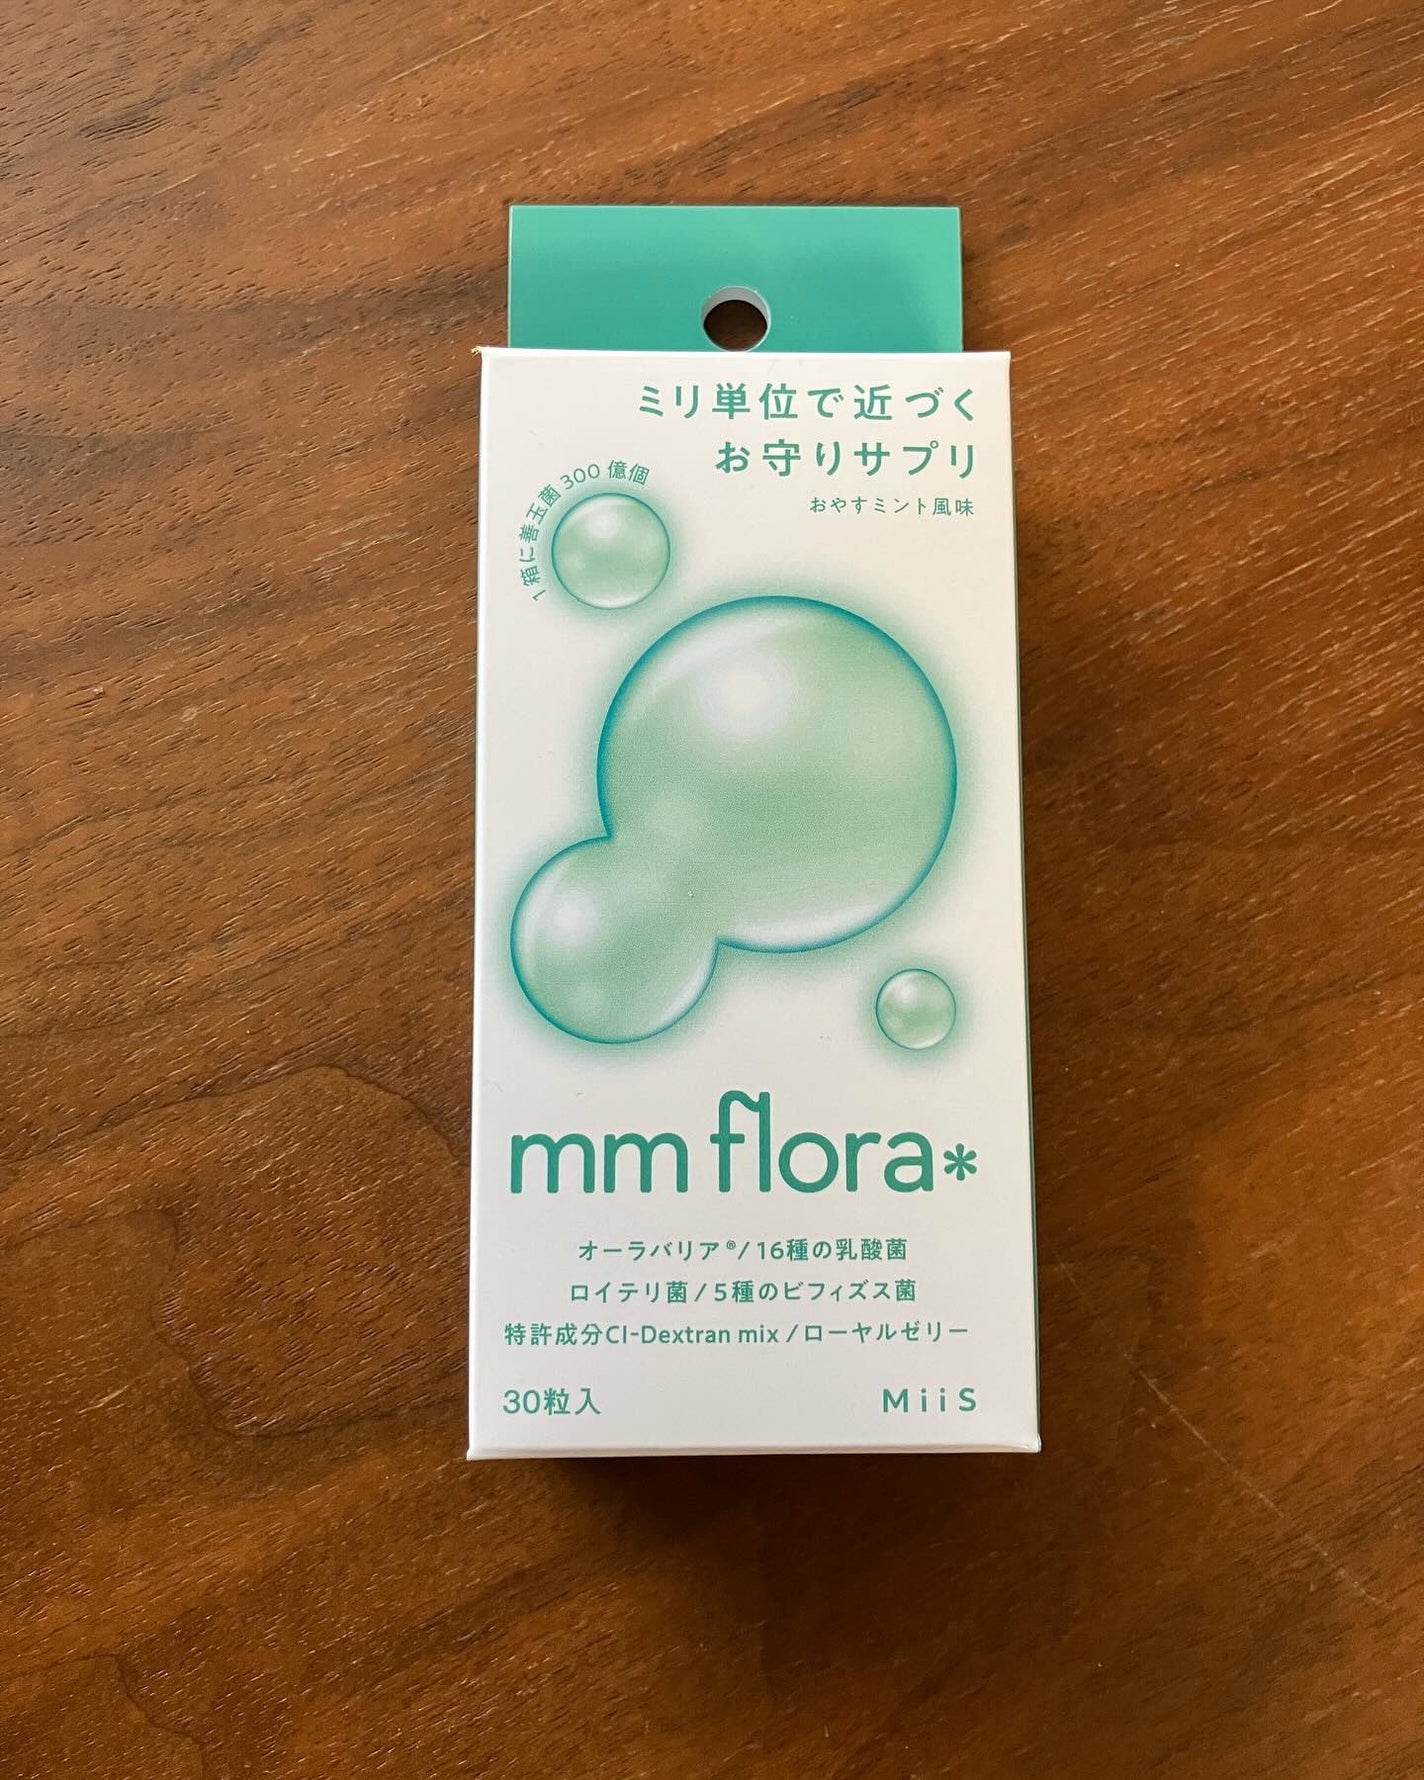 ミリ単位で近づく
お守りサプリ
おやすミント風味
1箱に善玉菌300億個
mm flora*
オーラバリア®/16種の乳酸菌
ロイテリ菌/5種のビフィズス菌
特許成分CI-Dextran mix/ローヤルゼリー
30粒入
MiiS